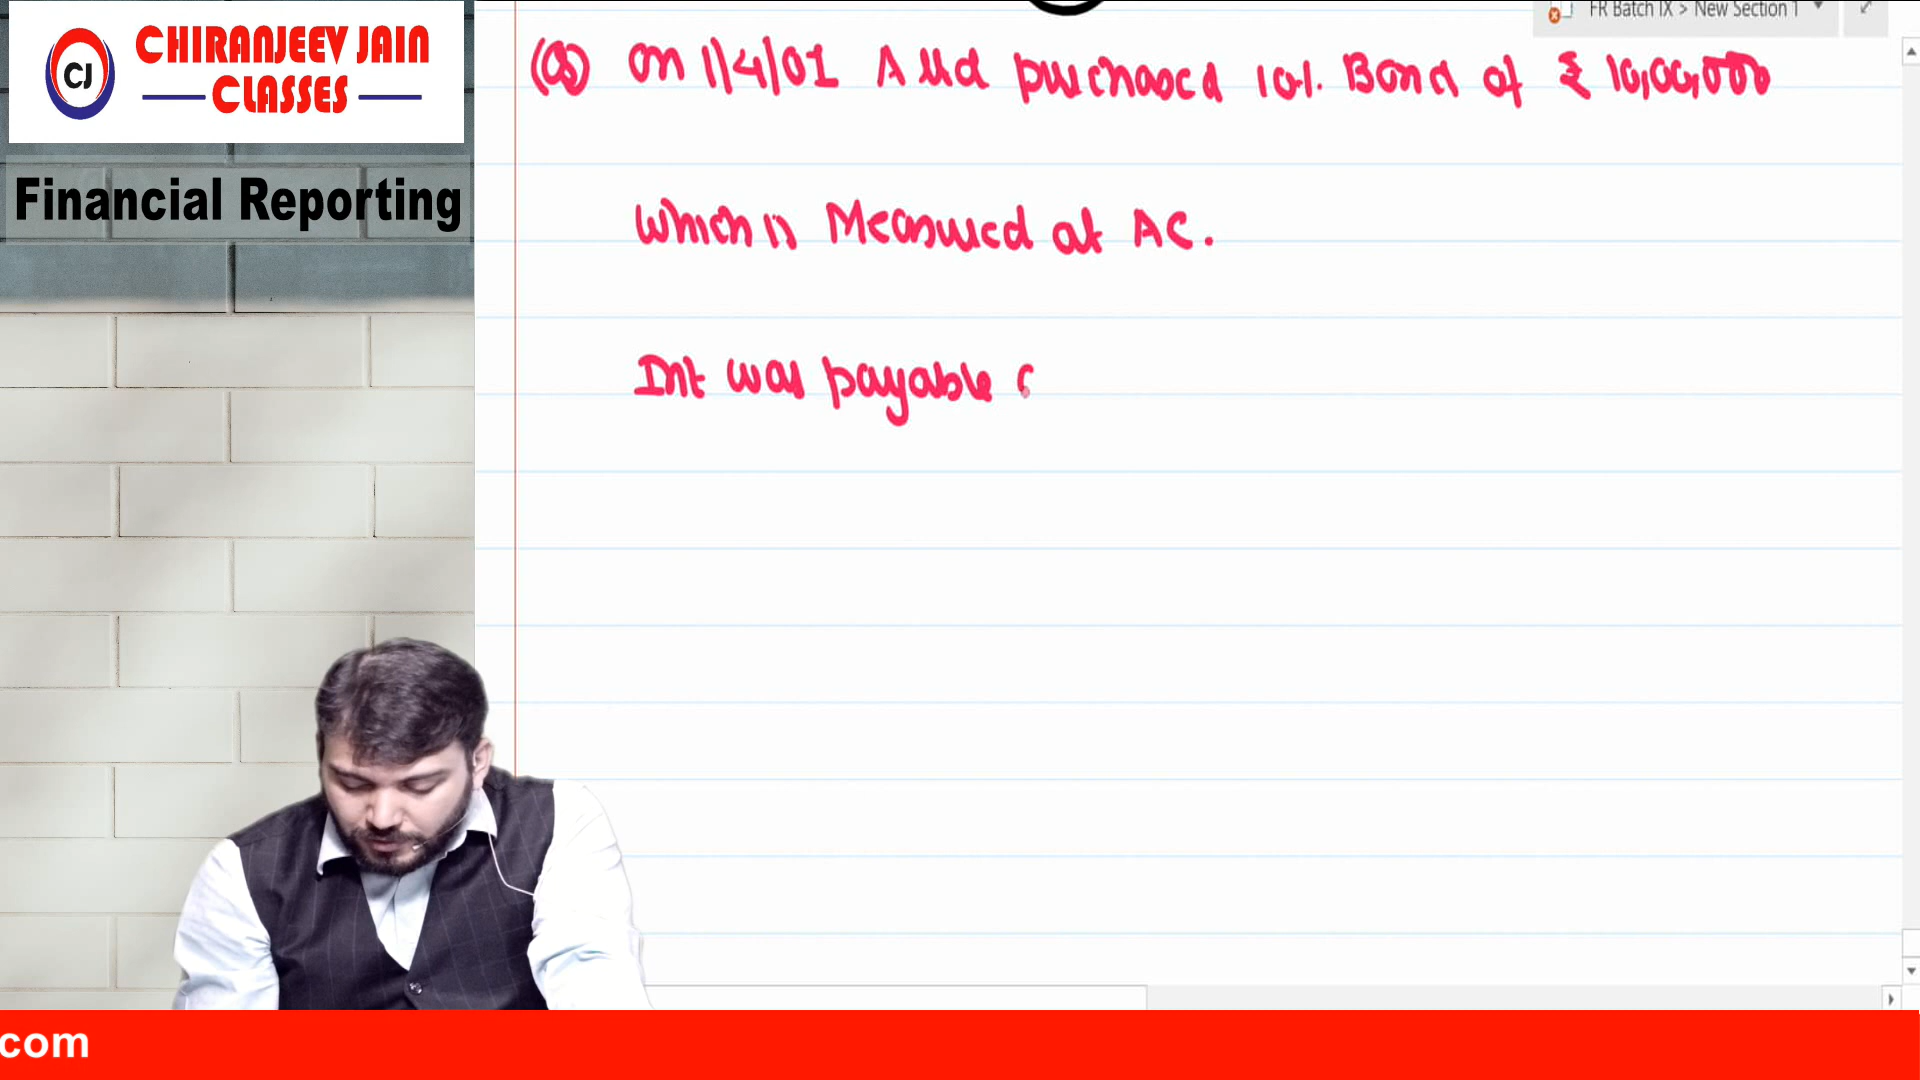 CHIRANJEEV JAIN
CLASSES
CJ
Financial Reporting
FR Batch IX > New Section 1
(Q) On 1/4/01 A Ltd purchased 10%. Bond of ₹ 10,00,000
which is Measured at AC.
Int was payable
com